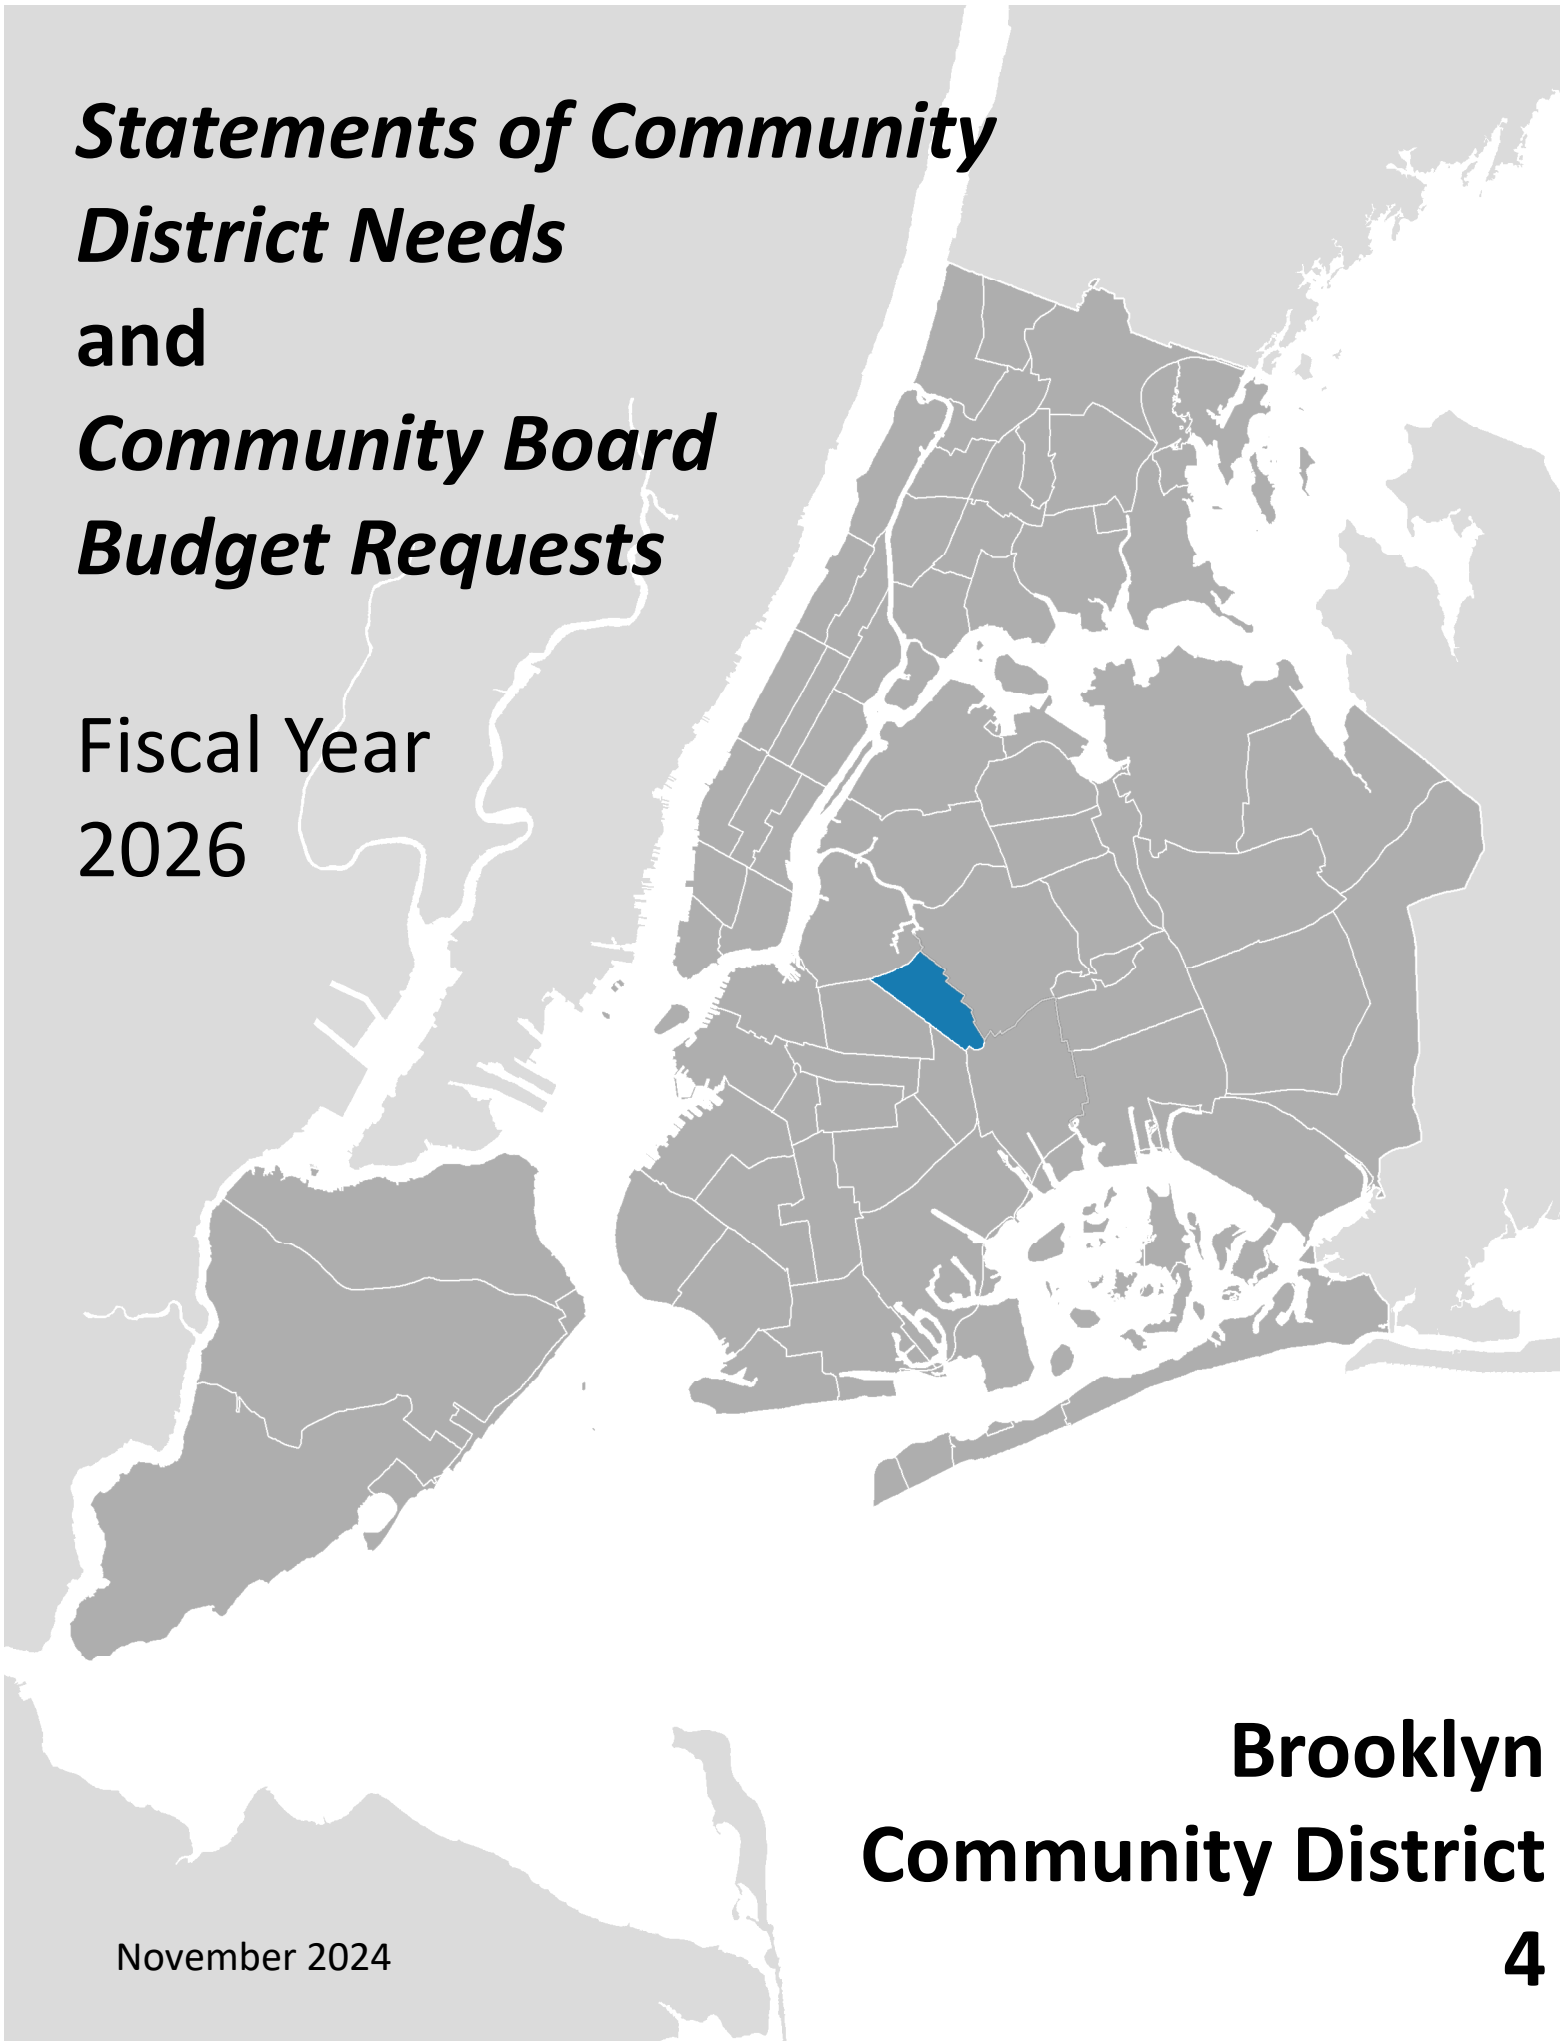 Statements of Community
District Needs
and
Community Board
Budget Requests
Fiscal Year
2026
Brooklyn
Community District
4
November 2024